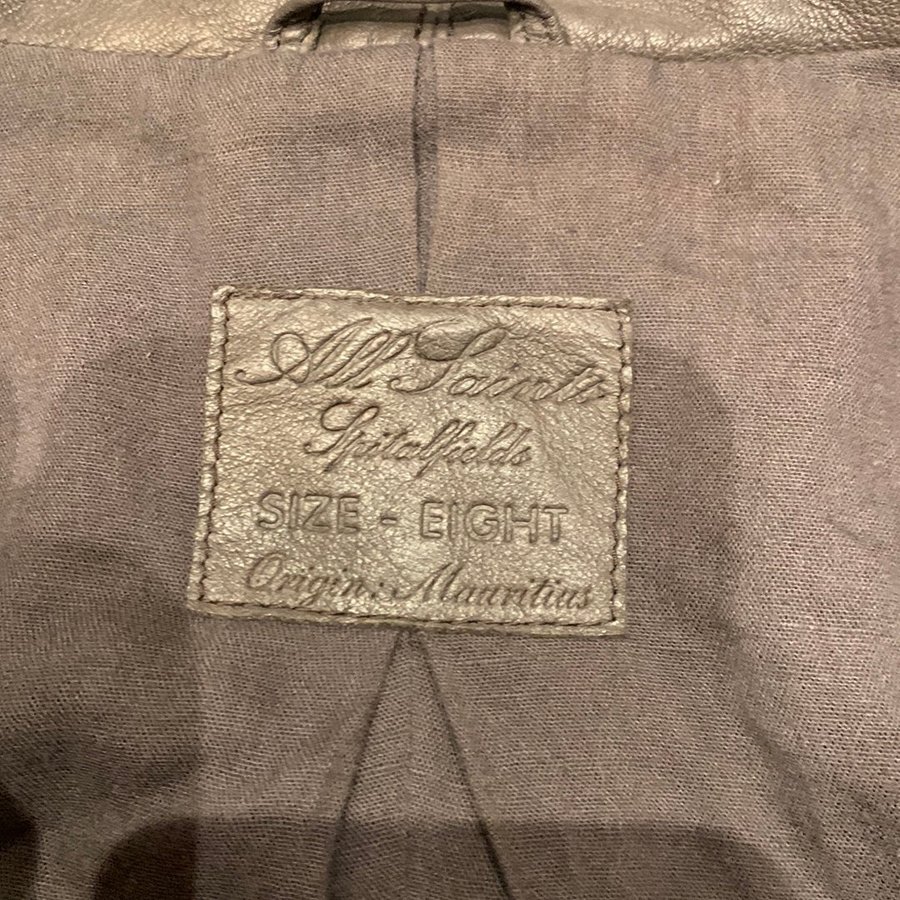 All Saints
Spitalfields
SIZE - EIGHT
Origin: Mauritius